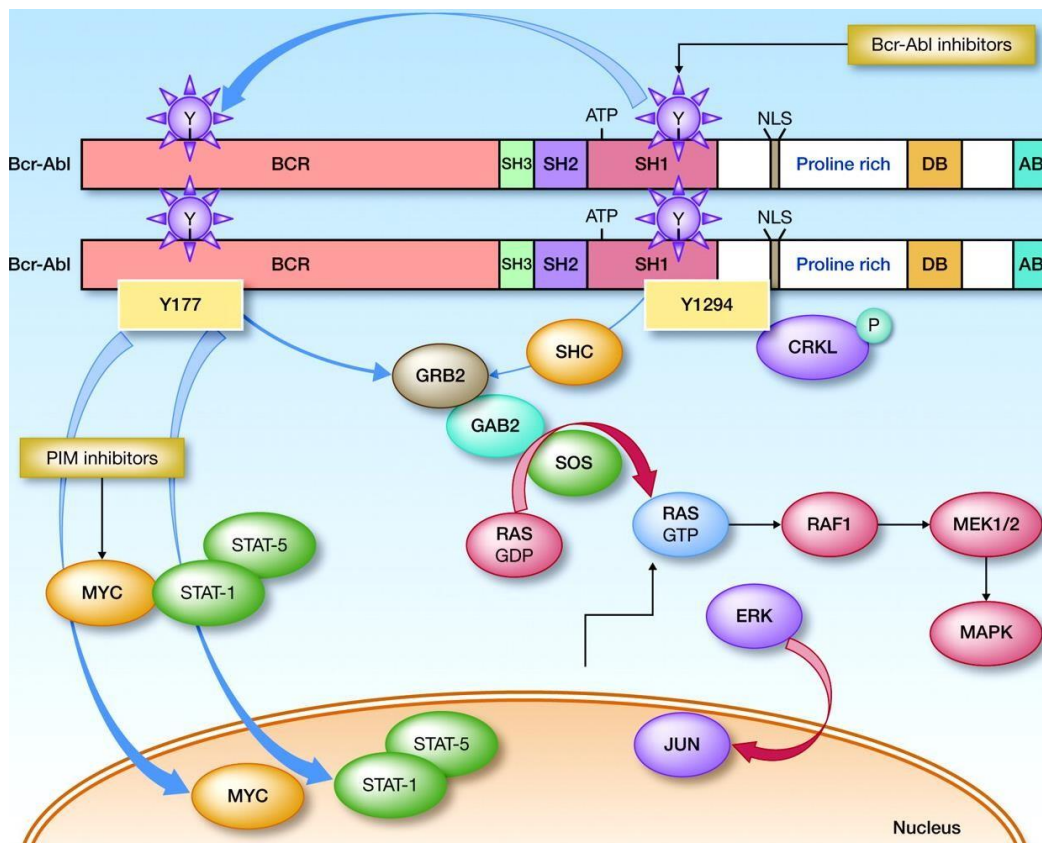 Bcr-Abl inhibitors
Y
Y
ATP
NLS
Bcr-Abl
BCR
SH3
SH2
SH1
Proline rich
DB
AB
Y
Y
ATP
NLS
Bcr-Abl
BCR
SH3
SH2
SH1
Proline rich
DB
AB
Y177
Y1294
P
CRKL
SHC
GRB2
GAB2
SOS
PIM inhibitors
RAS
GDP
RAS
GTP
RAF1
MEK1/2
STAT-5
MYC
STAT-1
ERK
MAPK
STAT-5
JUN
STAT-1
MYC
Nucleus